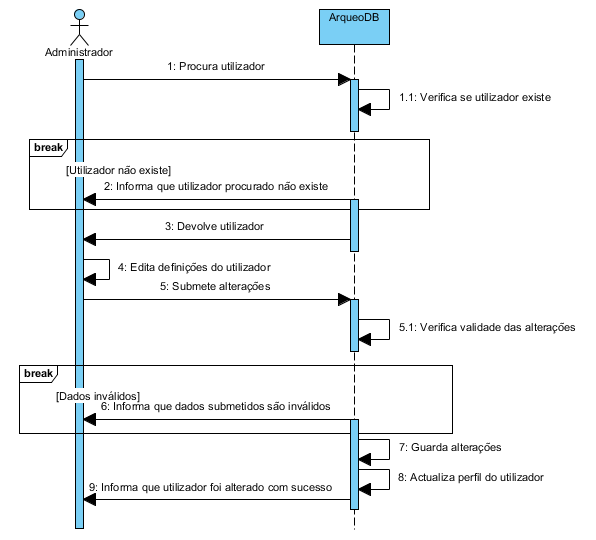 ArqueoDB
Administrador
1: Procura utilizador
1.1: Verifica se utilizador existe
break
[Utilizador não existe]
2: Informa que utilizador procurado não existe
3: Devolve utilizador
4: Edita definições do utilizador
5: Submete alterações
5.1: Verifica validade das alterações
break
[Dados inválidos]
6: Informa que dados submetidos são inválidos
7: Guarda alterações
8: Actualiza perfil do utilizador
9: Informa que utilizador foi alterado com sucesso